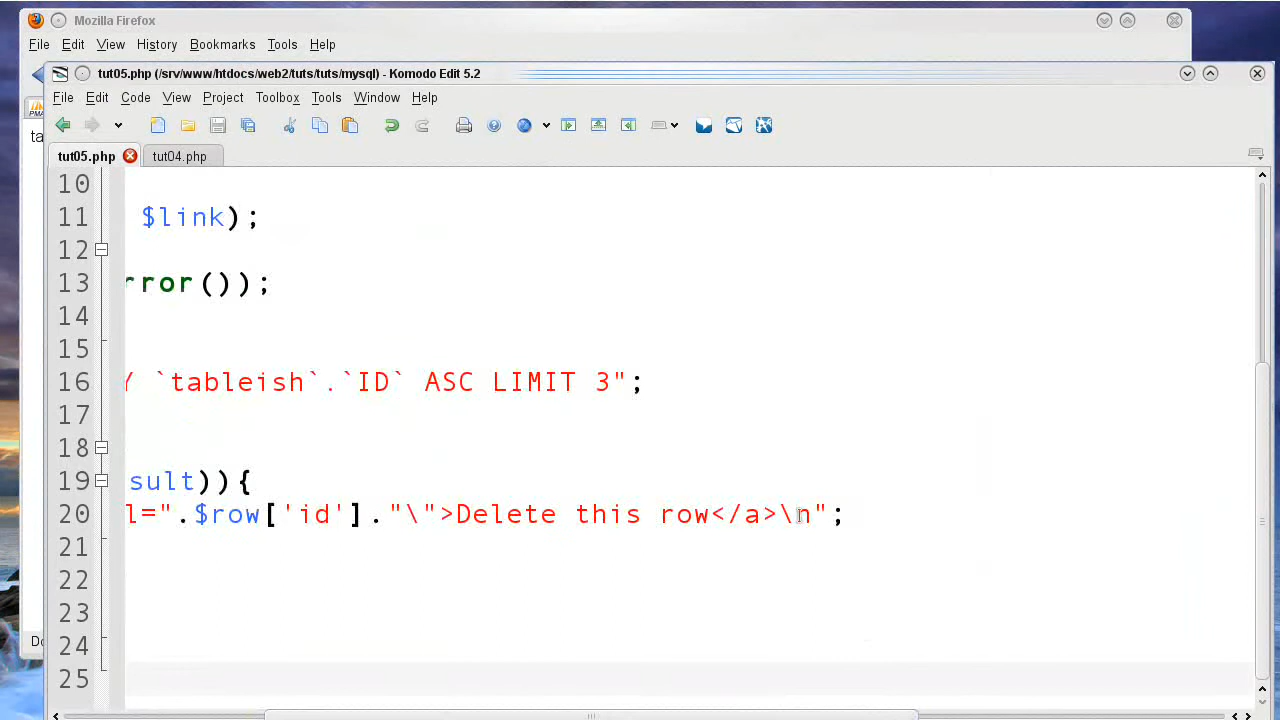 Mozilla Firefox
File Edit View History Bookmarks Tools Help
tut05.php (/srv/www/htdocs/web2/tuts/tuts/mysql) - Komodo Edit 5.2
File Edit Code View Project Toolbox Tools Window Help
tut05.php tut04.php
10
11 $link);
12
13 rror());
14
15
16 Y `tableish`.`ID` ASC LIMIT 3";
17
18
19 sult)){
20 l=".$row['id']."\">Delete this row</a>\n";
21
22
23
24
25